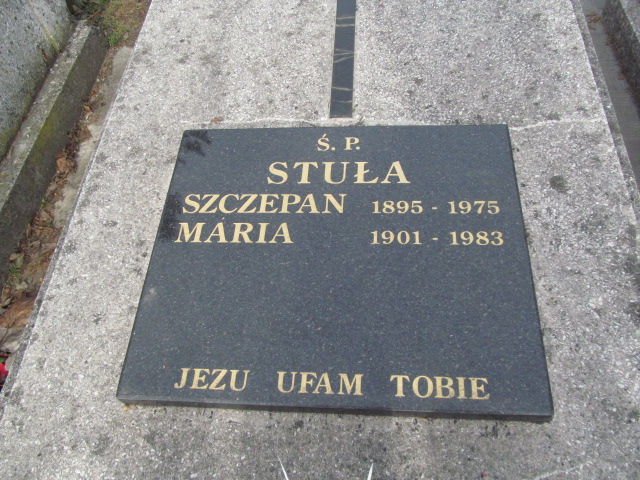 Ś. P.
STUŁA
SZCZEPAN 1895 - 1975
MARIA 1901 - 1983
JEZU UFAM TOBIE